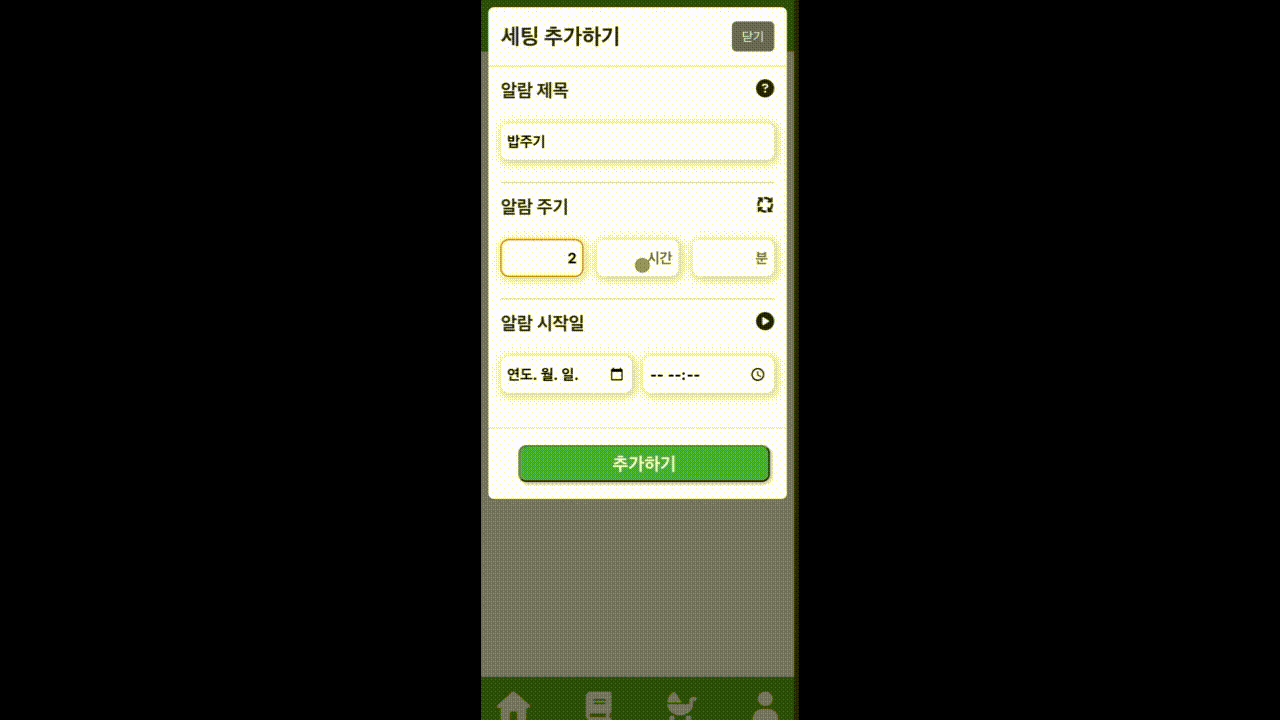 세팅 추가하기 닫기
알람 제목
밥주기
알람 주기
2 시간 분
알람 시작일
연도. 월. 일. -- --:--
추가하기